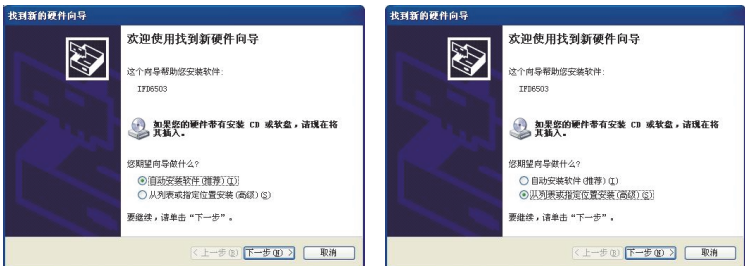 找到新的硬件向导
欢迎使用找到新硬件向导
这个向导帮助您安装软件:
IFD6503
如果您的硬件带有安装 CD 或软盘，请现在将
其插入。
您期望向导做什么?
自动安装软件(推荐)(I)
从列表或指定位置安装(高级)(S)
要继续，请单击“下一步”。
<上一步(B) 下一步(N)> 取消
找到新的硬件向导
欢迎使用找到新硬件向导
这个向导帮助您安装软件:
IFD6503
如果您的硬件带有安装 CD 或软盘，请现在将
其插入。
您期望向导做什么?
自动安装软件(推荐)(I)
从列表或指定位置安装(高级)(S)
要继续，请单击“下一步”。
<上一步(B) 下一步(N)> 取消